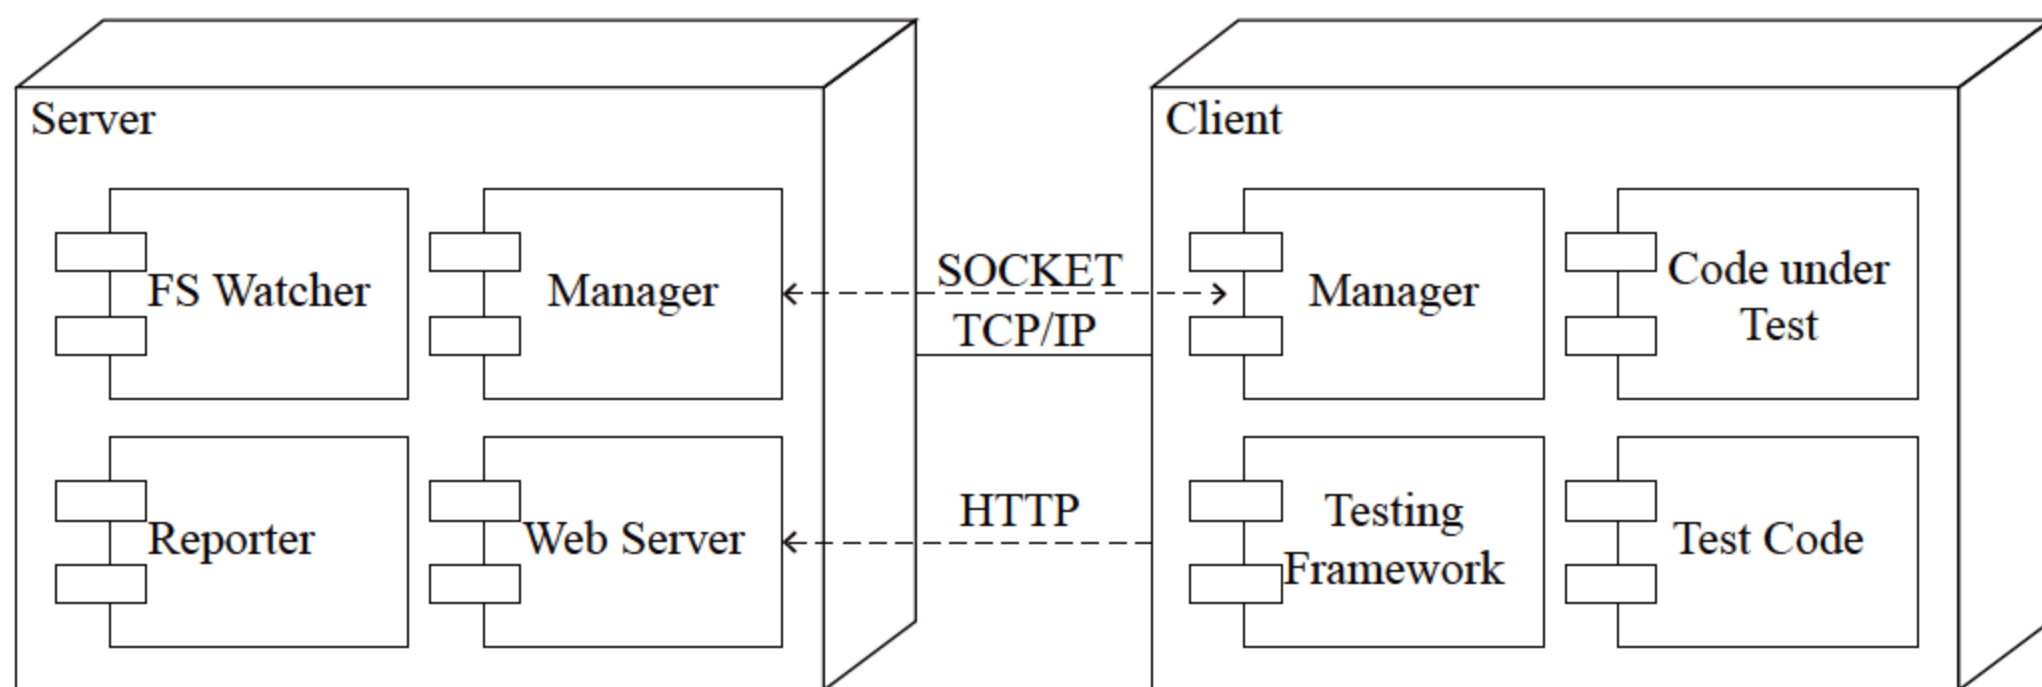 Server
FS Watcher
Manager
Reporter
Web Server
SOCKET
TCP/IP
HTTP
Client
Manager
Code under
Test
Testing
Framework
Test Code